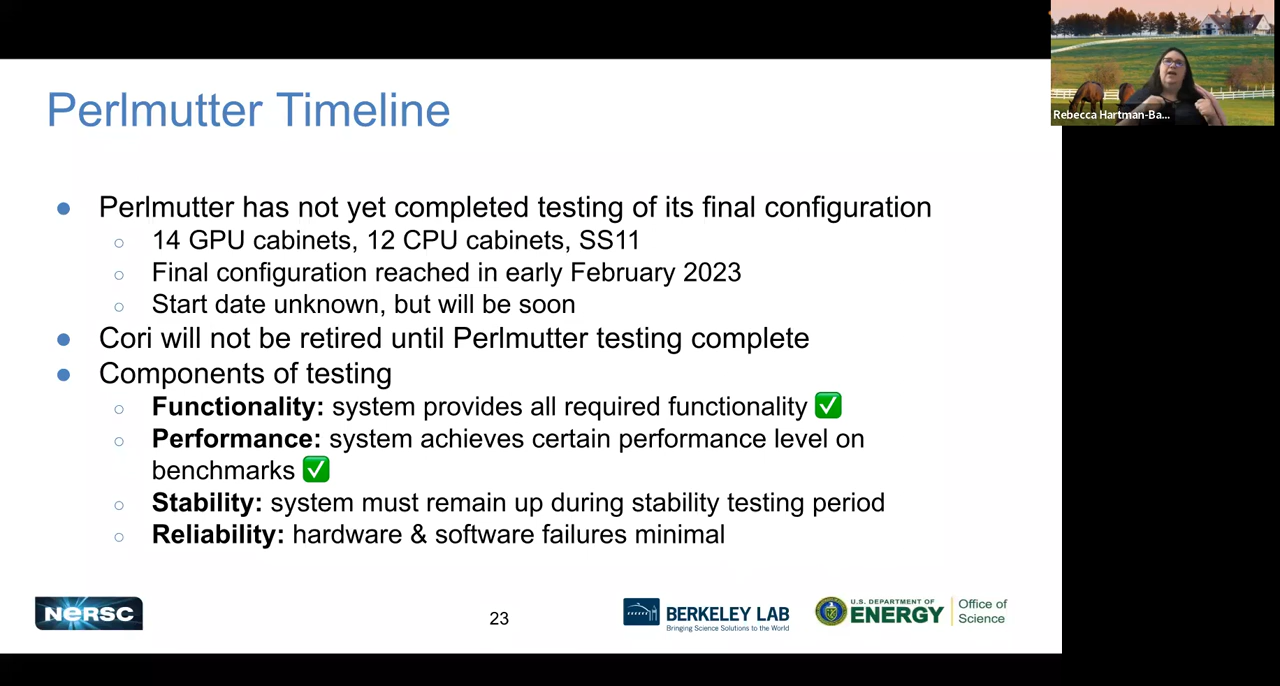 Perlmutter Timeline
Rebecca Hartman-Ba...
● Perlmutter has not yet completed testing of its final configuration
○ 14 GPU cabinets, 12 CPU cabinets, SS11
○ Final configuration reached in early February 2023
○ Start date unknown, but will be soon
● Cori will not be retired until Perlmutter testing complete
● Components of testing
○ Functionality: system provides all required functionality ✅
○ Performance: system achieves certain performance level on
benchmarks ✅
○ Stability: system must remain up during stability testing period
○ Reliability: hardware & software failures minimal
NERSC
23
BERKELEY LAB
Bringing Science Solutions to the World
U.S. DEPARTMENT OF
ENERGY
Office of
Science